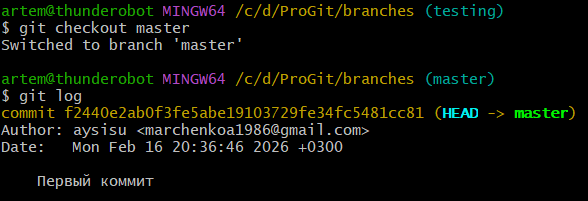 artem@thunderobot MINGW64 /c/d/ProGit/branches (testing)
$ git checkout master
Switched to branch 'master'
artem@thunderobot MINGW64 /c/d/ProGit/branches (master)
$ git log
commit f2440e2ab0f3fe5abe19103729fe34fc5481cc81 (HEAD -> master)
Author: aysisu <marchenkoa1986@gmail.com>
Date:   Mon Feb 16 20:36:46 2026 +0300
    Первый коммит